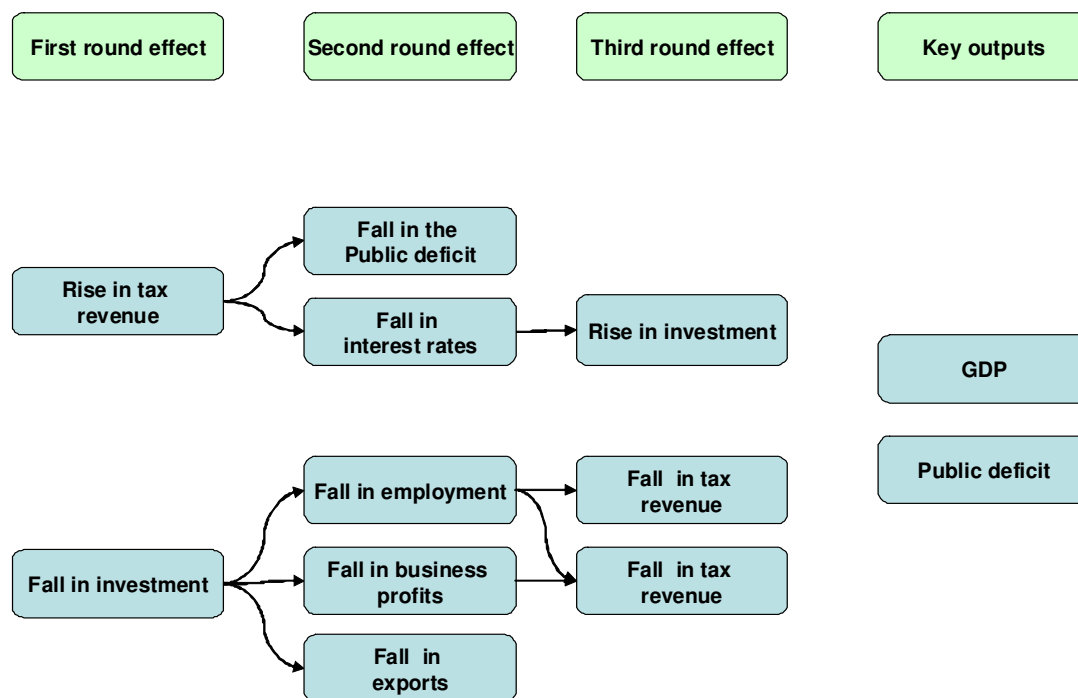 First round effect
Second round effect
Third round effect
Key outputs
Fall in the
Public deficit
Rise in tax
revenue
Fall in
interest rates
Rise in investment
GDP
Public deficit
Fall in employment
Fall in tax
revenue
Fall in investment
Fall in business
profits
Fall in tax
revenue
Fall in
exports